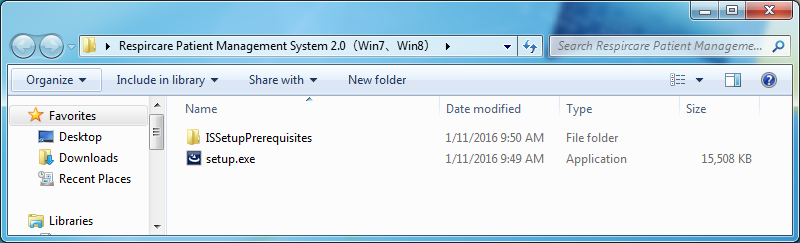 Respircare Patient Management System 2.0（Win7、Win8）
Search Respircare Patient Manageme...
Organize Include in library Share with New folder
Name Date modified Type Size
Favorites
Desktop
Downloads
Recent Places
Libraries
ISSetupPrerequisites 1/11/2016 9:50 AM File folder
setup.exe 1/11/2016 9:49 AM Application 15,508 KB